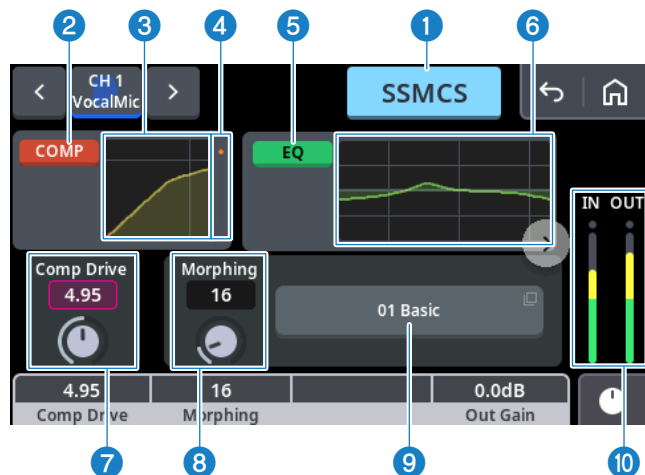 2 3 4 5 1 6
CH 1
VocalMic
SSMCS
COMP
EQ
IN OUT
Comp Drive
4.95
Morphing
16
01 Basic
4.95 16 0.0dB
Comp Drive Morphing Out Gain
7 8 9 10